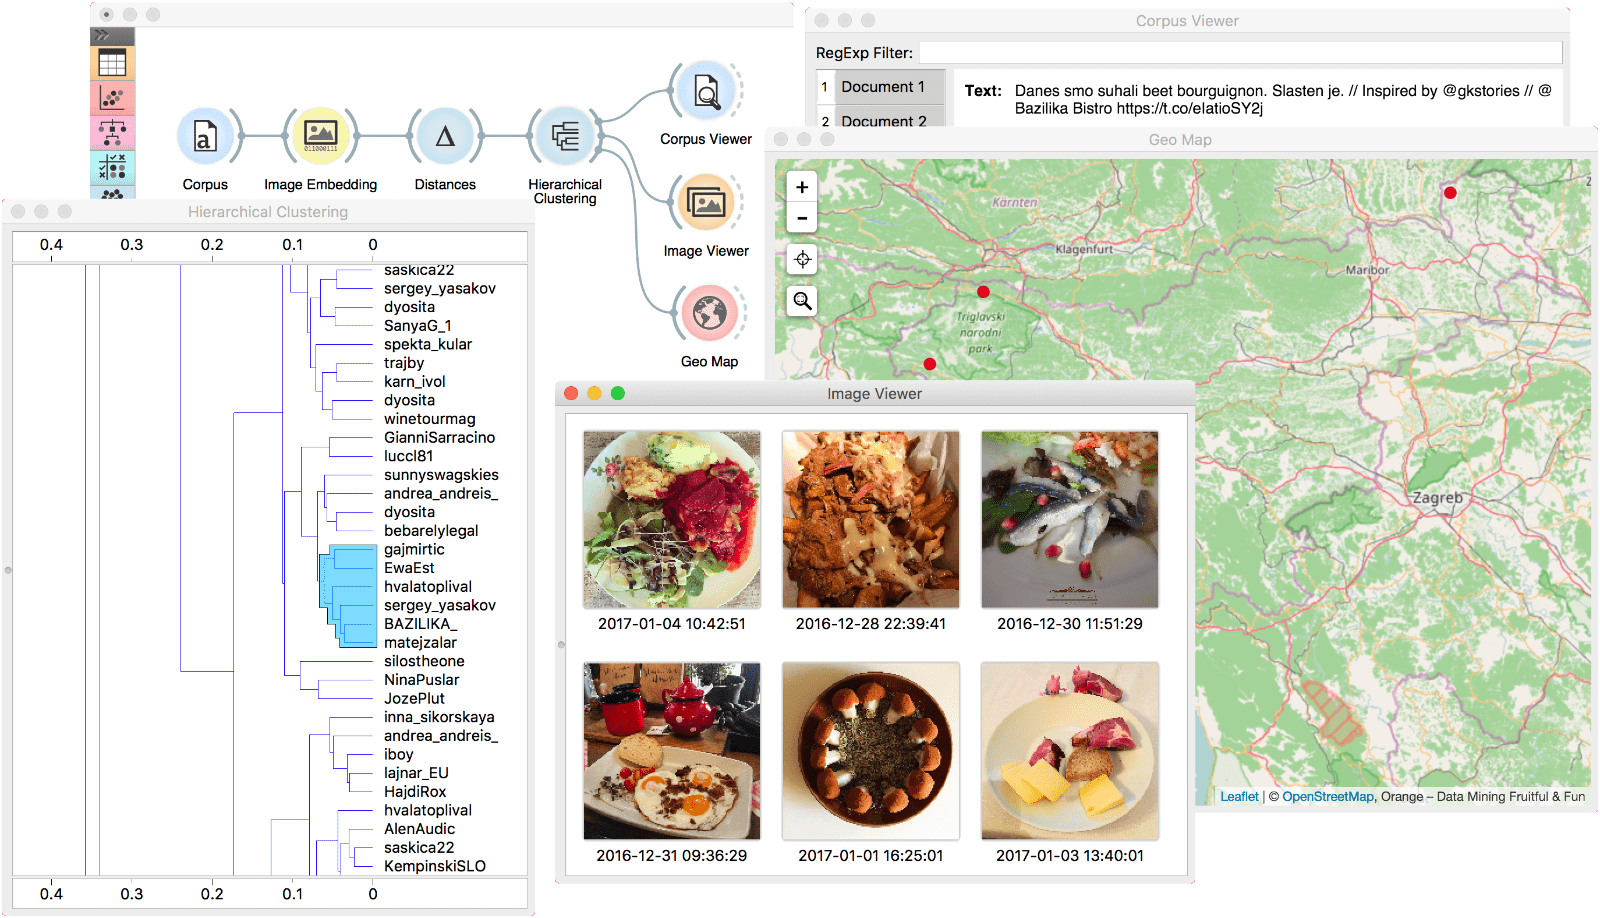 Corpus Viewer
RegExp Filter:
1 Document 1
2 Document 2
Text: Danes smo suhali beet bourguignon. Slasten je. // Inspired by @gkstories // @
Bazilika Bistro https://t.co/eIatioSY2j
a
011000111
Δ
Corpus
Image Embedding
Distances
Hierarchical
Clustering
Corpus Viewer
Image Viewer
Geo Map
Hierarchical Clustering
0.4 0.3 0.2 0.1 0
saskica22
sergey_yasakov
dyosita
SanyaG_1
spekta_kular
trajby
karn_ivol
dyosita
winetourmag
GianniSarracino
luccl81
sunnyswagskies
andrea_andreis_
dyosita
bebarelylegal
gajmirtic
EwaEst
hvalatoplival
sergey_yasakov
BAZILIKA_
matejzalar
silostheone
NinaPuslar
JozePlut
inna_sikorskaya
andrea_andreis_
iboy
lajnar_EU
HajdiRox
hvalatoplival
AlenAudic
saskica22
KempinskiSLO
0.4 0.3 0.2 0.1 0
Geo Map
+
−
Kärnten
Klagenfurt
Maribor
Triglavski
narodni
park
Zagreb
Leaflet | © OpenStreetMap, Orange – Data Mining Fruitful & Fun
Image Viewer
2017-01-04 10:42:51
2016-12-28 22:39:41
2016-12-30 11:51:29
2016-12-31 09:36:29
2017-01-01 16:25:01
2017-01-03 13:40:01